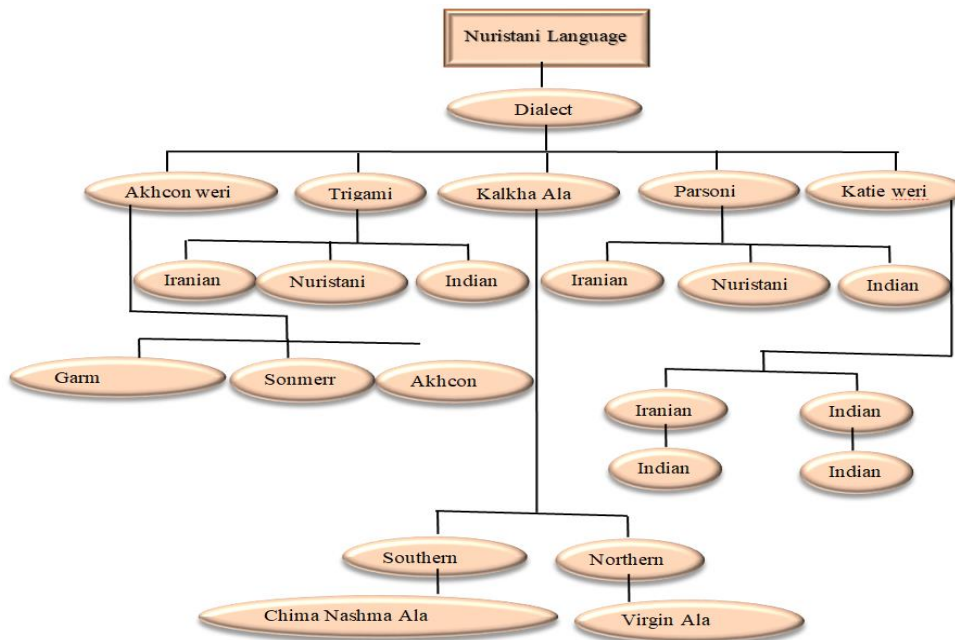 Nuristani Language
Dialect
Akhcon weri
Trigami
Kalkha Ala
Parsoni
Katie weri
Iranian
Nuristani
Indian
Iranian
Nuristani
Indian
Garm
Sonmerr
Akhcon
Iranian
Indian
Indian
Indian
Southern
Northern
Chima Nashma Ala
Virgin Ala